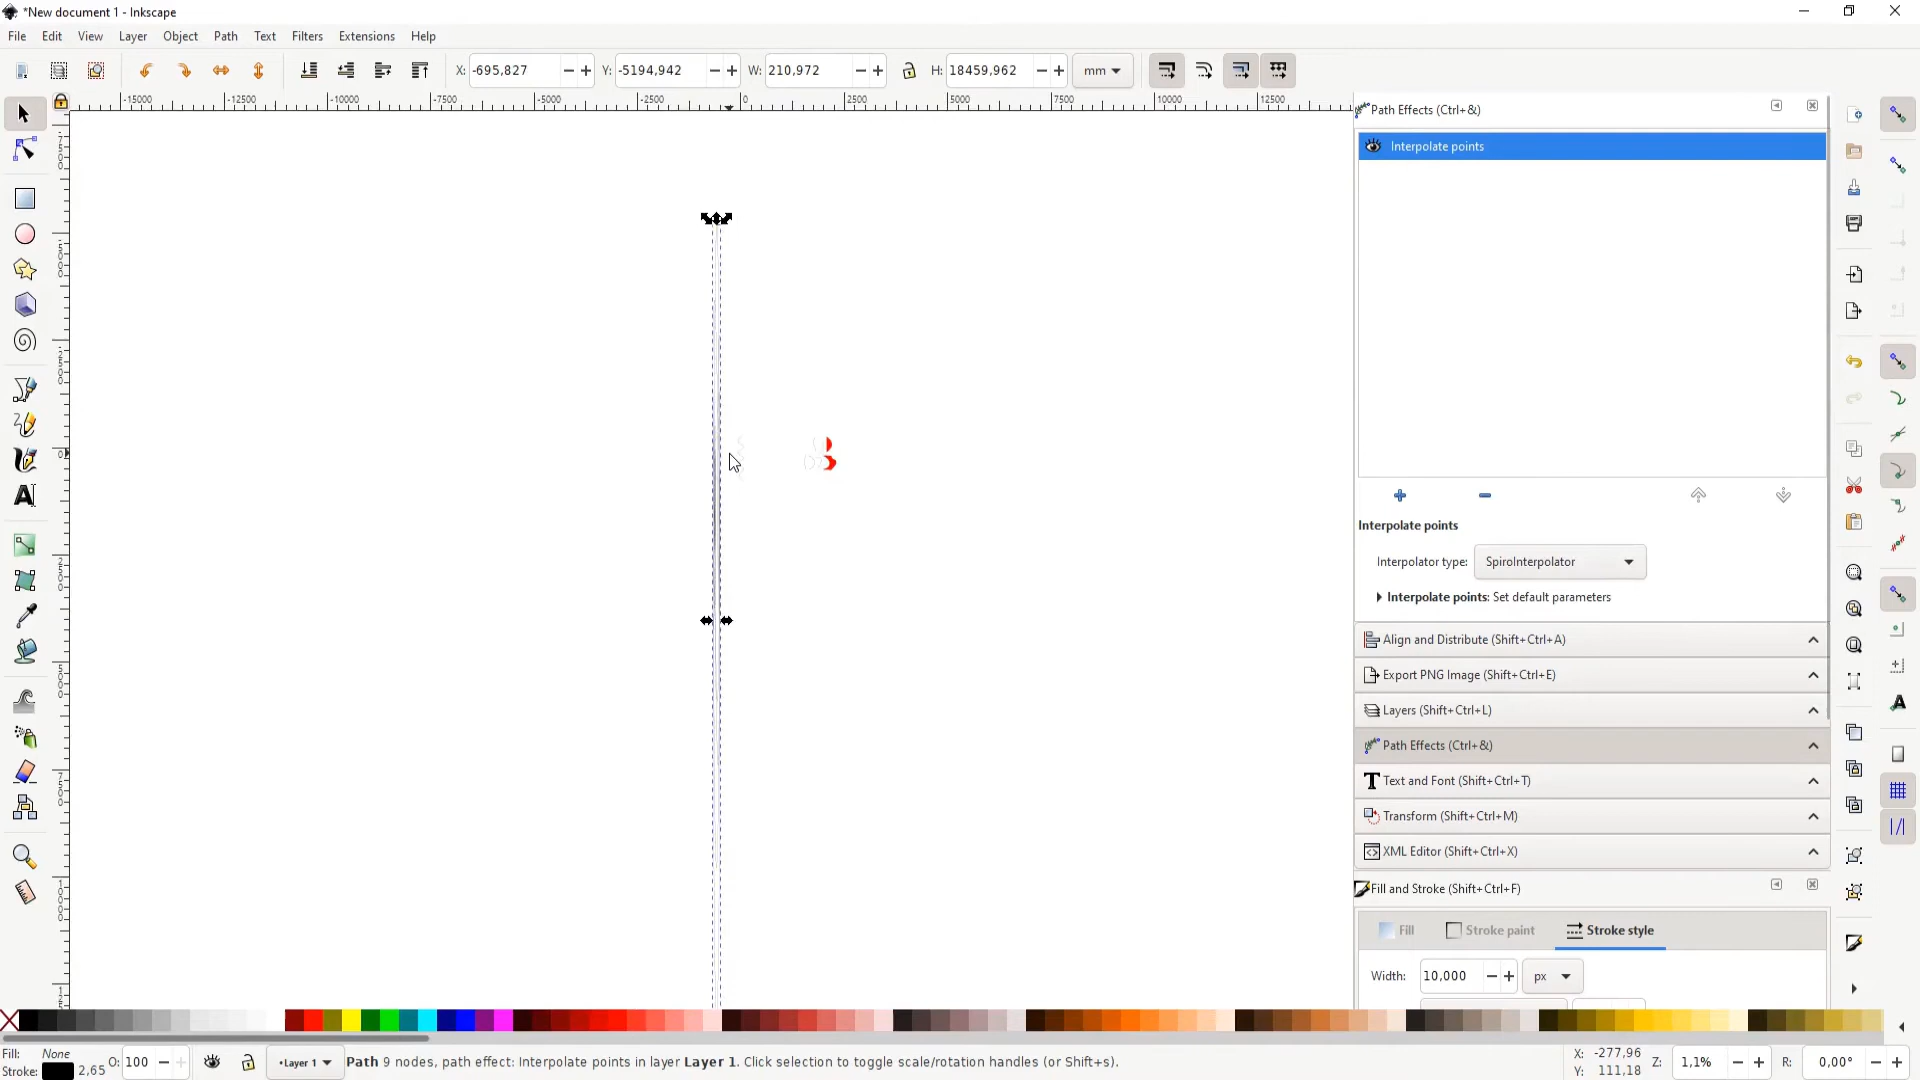 *New document 1 - Inkscape
File Edit View Layer Object Path Text Filters Extensions Help
X: -695,827 Y: -5194,942 W: 210,972 H: 18459,962 mm
-15000 -12500 -10000 -7500 -5000 -2500 0 2500 5000 7500 10000 12500
Path Effects (Ctrl+&)
Interpolate points
Interpolate points
Interpolator type: SpiroInterpolator
Interpolate points: Set default parameters
Align and Distribute (Shift+Ctrl+A)
Export PNG Image (Shift+Ctrl+E)
Layers (Shift+Ctrl+L)
Path Effects (Ctrl+&)
Text and Font (Shift+Ctrl+T)
Transform (Shift+Ctrl+M)
XML Editor (Shift+Ctrl+X)
Fill and Stroke (Shift+Ctrl+F)
Fill Stroke paint Stroke style
Width: 10,000 px
Fill: None O: 100 •Layer 1 Path 9 nodes, path effect: Interpolate points in layer Layer 1. Click selection to toggle scale/rotation handles (or Shift+s). X: -277,96 Z: 1,1% R: 0,00°
Stroke: 2,65 Y: 111,18